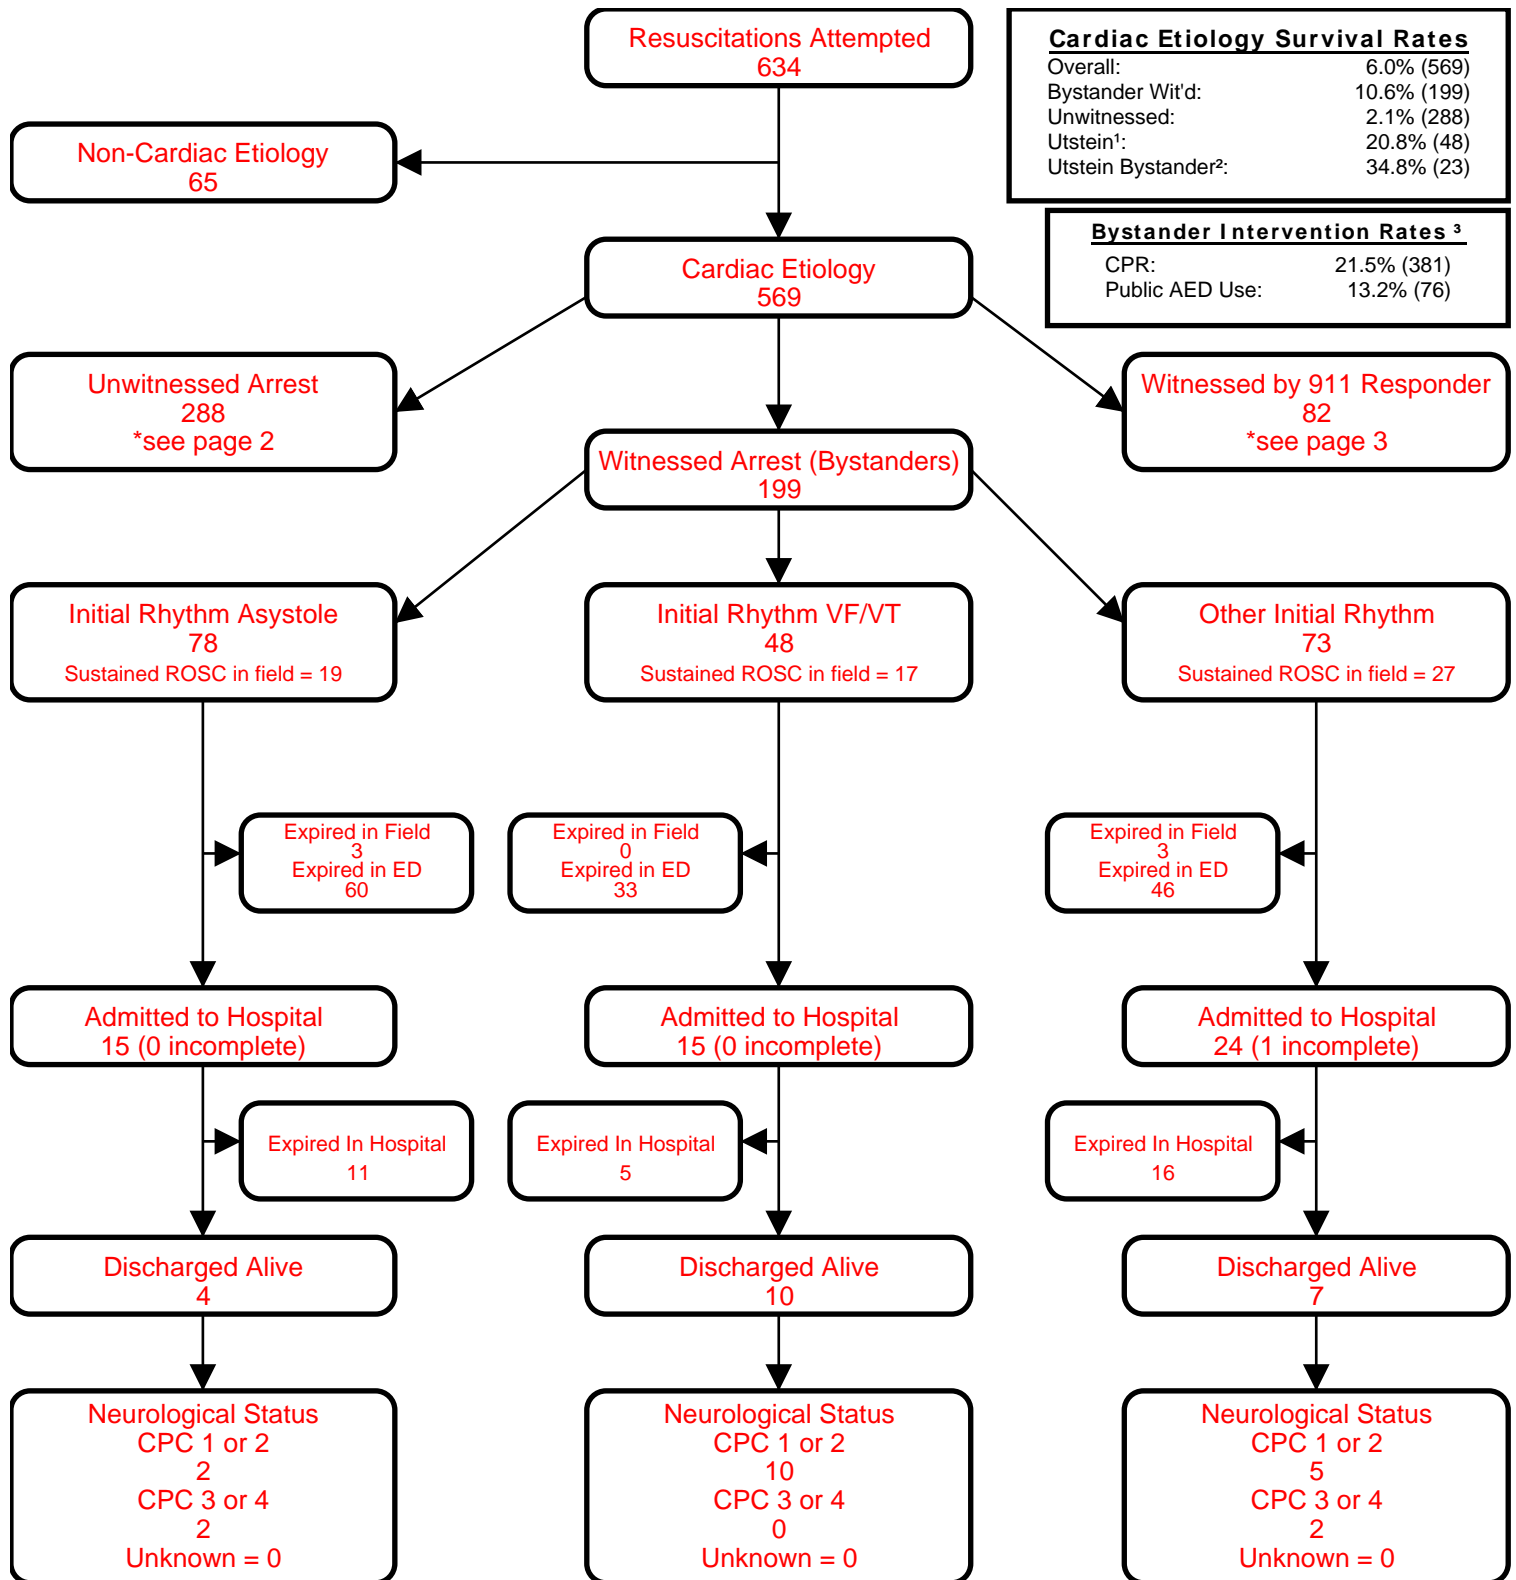 Resuscitations Attempted
634
Cardiac Etiology Survival Rates
Overall: 6.0% (569)
Bystander Wit'd: 10.6% (199)
Unwitnessed: 2.1% (288)
Utstein¹: 20.8% (48)
Utstein Bystander²: 34.8% (23)
Non-Cardiac Etiology
65
Bystander Intervention Rates ³
CPR: 21.5% (381)
Public AED Use: 13.2% (76)
Cardiac Etiology
569
Unwitnessed Arrest
288
*see page 2
Witnessed by 911 Responder
82
*see page 3
Witnessed Arrest (Bystanders)
199
Initial Rhythm Asystole
78
Sustained ROSC in field = 19
Initial Rhythm VF/VT
48
Sustained ROSC in field = 17
Other Initial Rhythm
73
Sustained ROSC in field = 27
Expired in Field
3
Expired in ED
60
Expired in Field
0
Expired in ED
33
Expired in Field
3
Expired in ED
46
Admitted to Hospital
15 (0 incomplete)
Admitted to Hospital
15 (0 incomplete)
Admitted to Hospital
24 (1 incomplete)
Expired In Hospital
11
Expired In Hospital
5
Expired In Hospital
16
Discharged Alive
4
Discharged Alive
10
Discharged Alive
7
Neurological Status
CPC 1 or 2
2
CPC 3 or 4
2
Unknown = 0
Neurological Status
CPC 1 or 2
10
CPC 3 or 4
0
Unknown = 0
Neurological Status
CPC 1 or 2
5
CPC 3 or 4
2
Unknown = 0